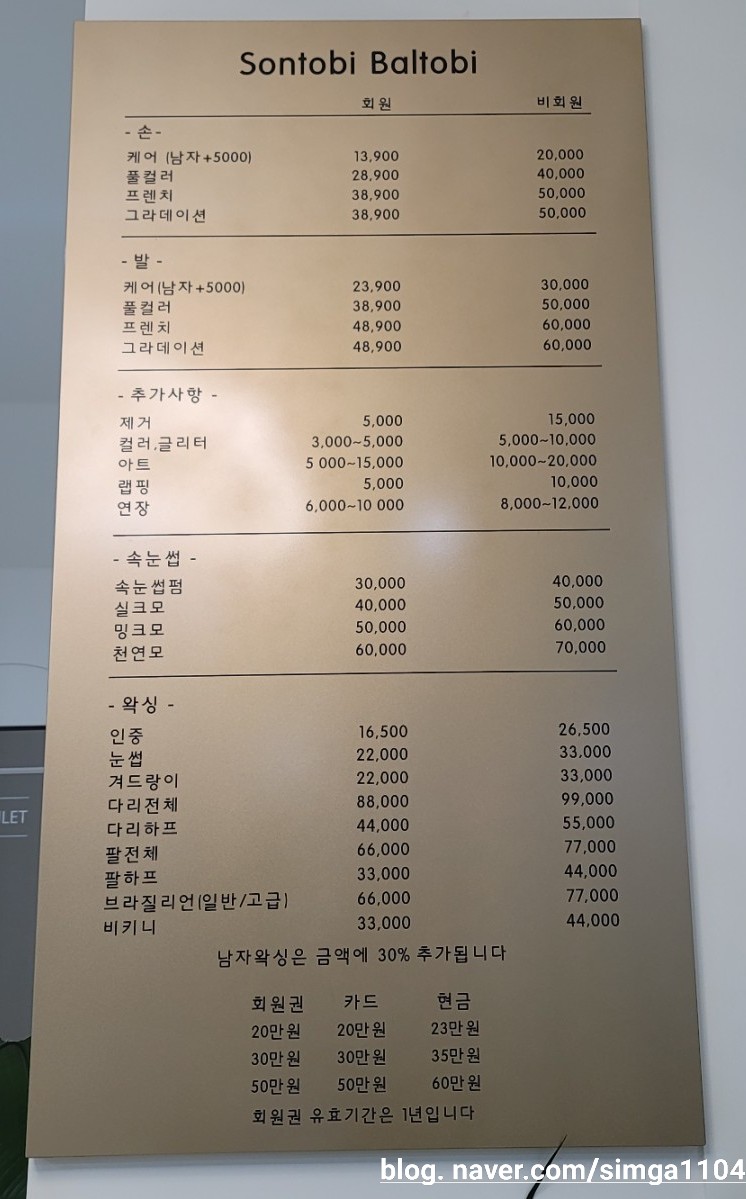 Sontobi Baltobi
회원 비회원
- 손 -
케어 (남자+5000) 13,900 20,000
풀컬러 28,900 40,000
프렌치 38,900 50,000
그라데이션 38,900 50,000
- 발 -
케어(남자+5000) 23,900 30,000
풀컬러 38,900 50,000
프렌치 48,900 60,000
그라데이션 48,900 60,000
- 추가사항 -
제거 5,000 15,000
컬러,글리터 3,000~5,000 5,000~10,000
아트 5 000~15,000 10,000~20,000
랩핑 5,000 10,000
연장 6,000~10 000 8,000~12,000
- 속눈썹 -
속눈썹펌 30,000 40,000
실크모 40,000 50,000
밍크모 50,000 60,000
천연모 60,000 70,000
- 왁싱 -
인중 16,500 26,500
눈썹 22,000 33,000
겨드랑이 22,000 33,000
다리전체 88,000 99,000
다리하프 44,000 55,000
팔전체 66,000 77,000
팔하프 33,000 44,000
브라질리언(일반/고급) 66,000 77,000
비키니 33,000 44,000
남자왁싱은 금액에 30% 추가됩니다
회원권 카드 현금
20만원 20만원 23만원
30만원 30만원 35만원
50만원 50만원 60만원
회원권 유효기간은 1년입니다
LET
blog. naver.com/simga1104